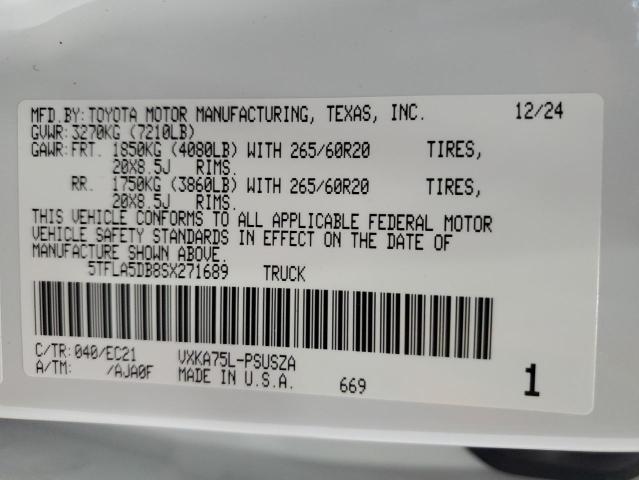 MFD.BY: TOYOTA MOTOR MANUFACTURING, TEXAS, INC. 12/24
GVWR: 3270KG (7210LB)
GAWR: FRT. 1850KG (4080LB) WITH 265/60R20 TIRES,
20X8.5J RIMS.
RR. 1750KG (3860LB) WITH 265/60R20 TIRES,
20X8.5J RIMS.
THIS VEHICLE CONFORMS TO ALL APPLICABLE FEDERAL MOTOR
VEHICLE SAFETY STANDARDS IN EFFECT ON THE DATE OF
MANUFACTURE SHOWN ABOVE.
5TFLA5DB8SX271689 TRUCK
C/TR: 040/EC21 VXKA75L-PSUSZA
A/TM: /AJA0F MADE IN U.S.A. 669 1